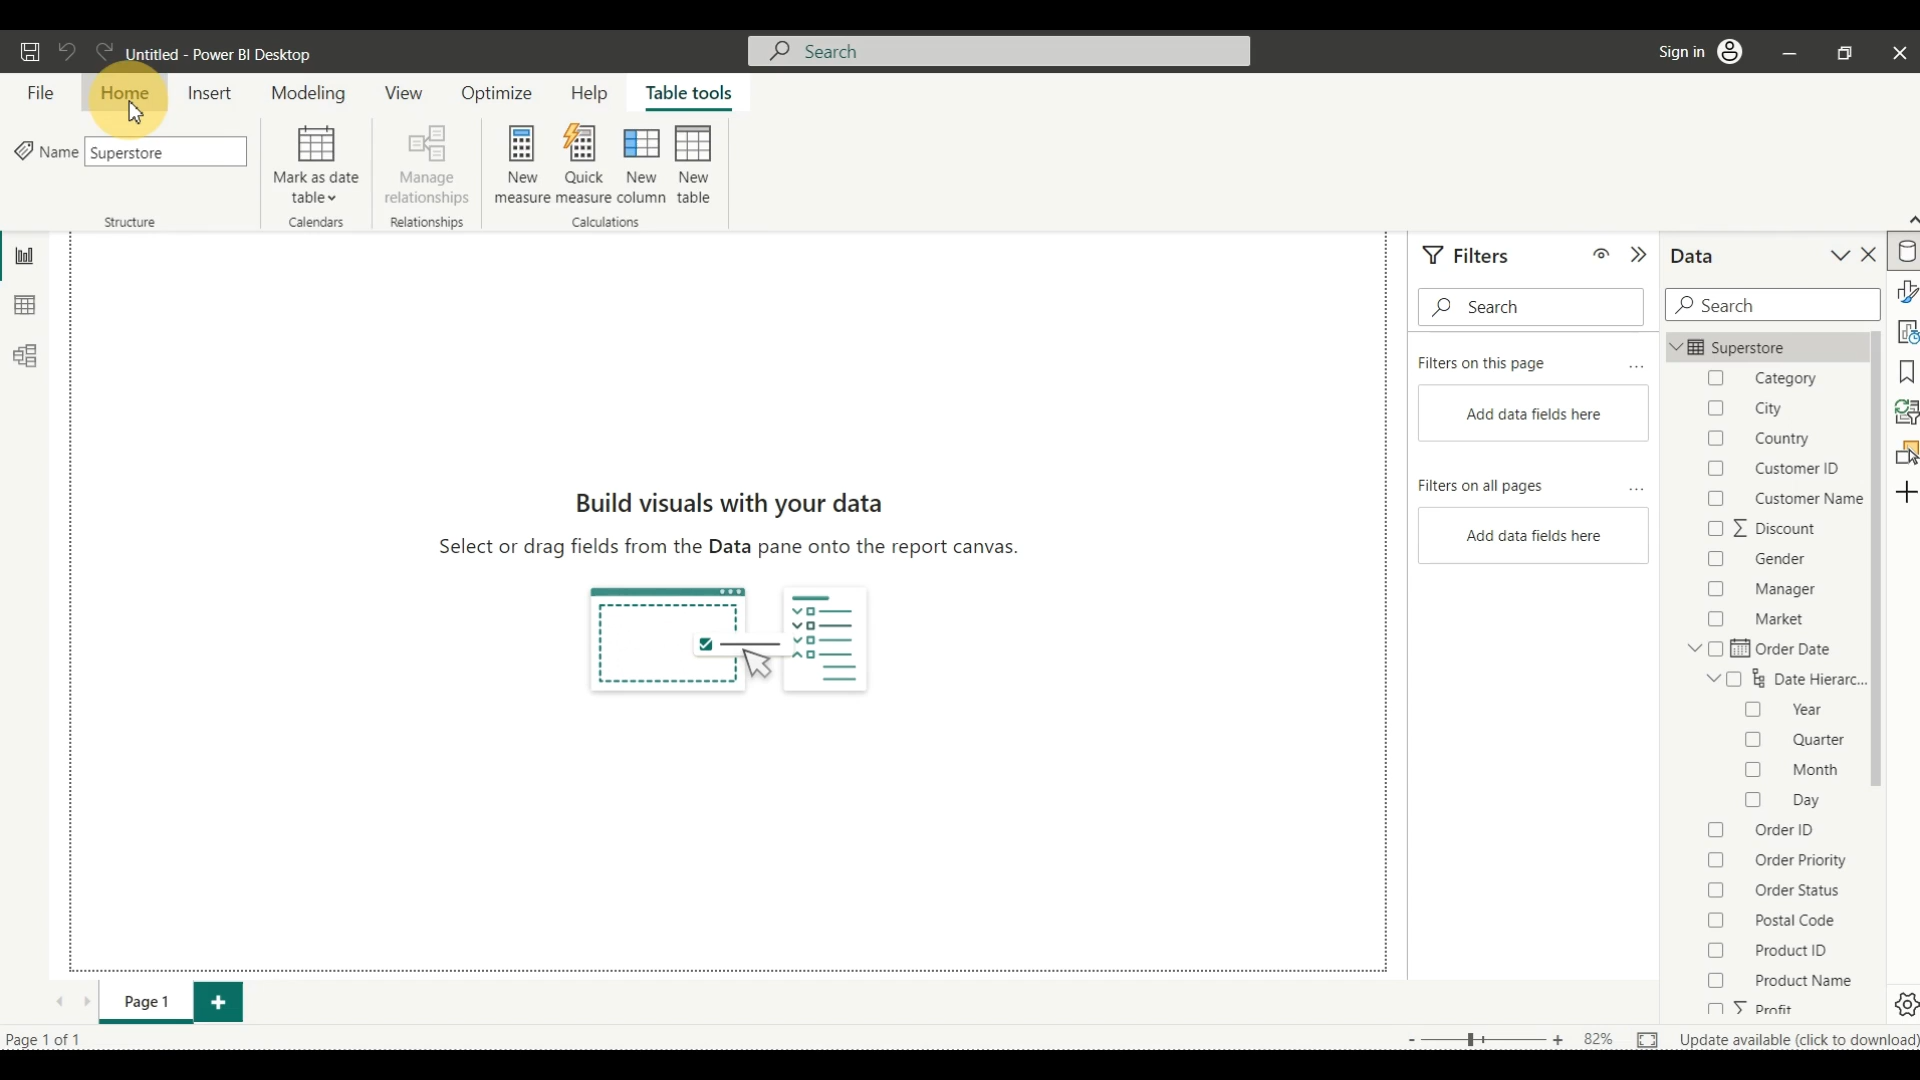 Untitled - Power BI Desktop
Search
Sign in
File
Home
Insert
Modeling
View
Optimize
Help
Table tools
Name
Superstore
Mark as date table
Manage relationships
New measure
Quick measure
New column
New table
Structure
Calendars
Relationships
Calculations
Filters
Search
Filters on this page
...
Add data fields here
Filters on all pages
...
Add data fields here
Data
Search
Superstore
Category
City
Country
Customer ID
Customer Name
Discount
Gender
Manager
Market
Order Date
Date Hierarc...
Year
Quarter
Month
Day
Order ID
Order Priority
Order Status
Postal Code
Product ID
Product Name
Profit
Build visuals with your data
Select or drag fields from the Data pane onto the report canvas.
Page 1
Page 1 of 1
82%
Update available (click to download)